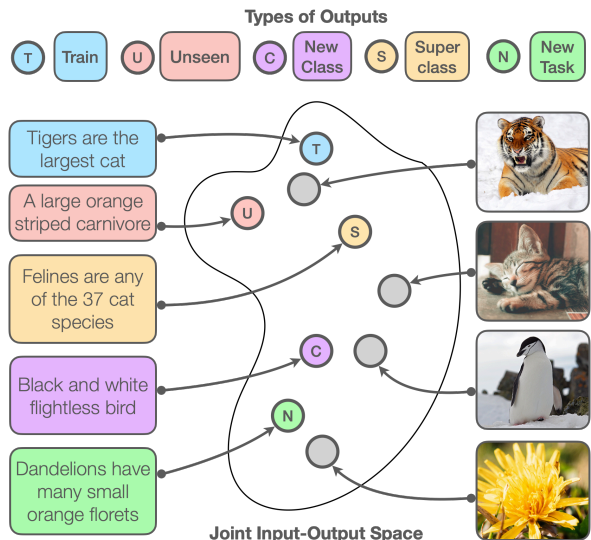 Types of Outputs
T Train U Unseen C New Class S Super class N New Task
Tigers are the
largest cat
T
A large orange
striped carnivore
U
S
Felines are any
of the 37 cat
species
Black and white
flightless bird
C
N
Dandelions have
many small
orange florets
Joint Input-Output Space